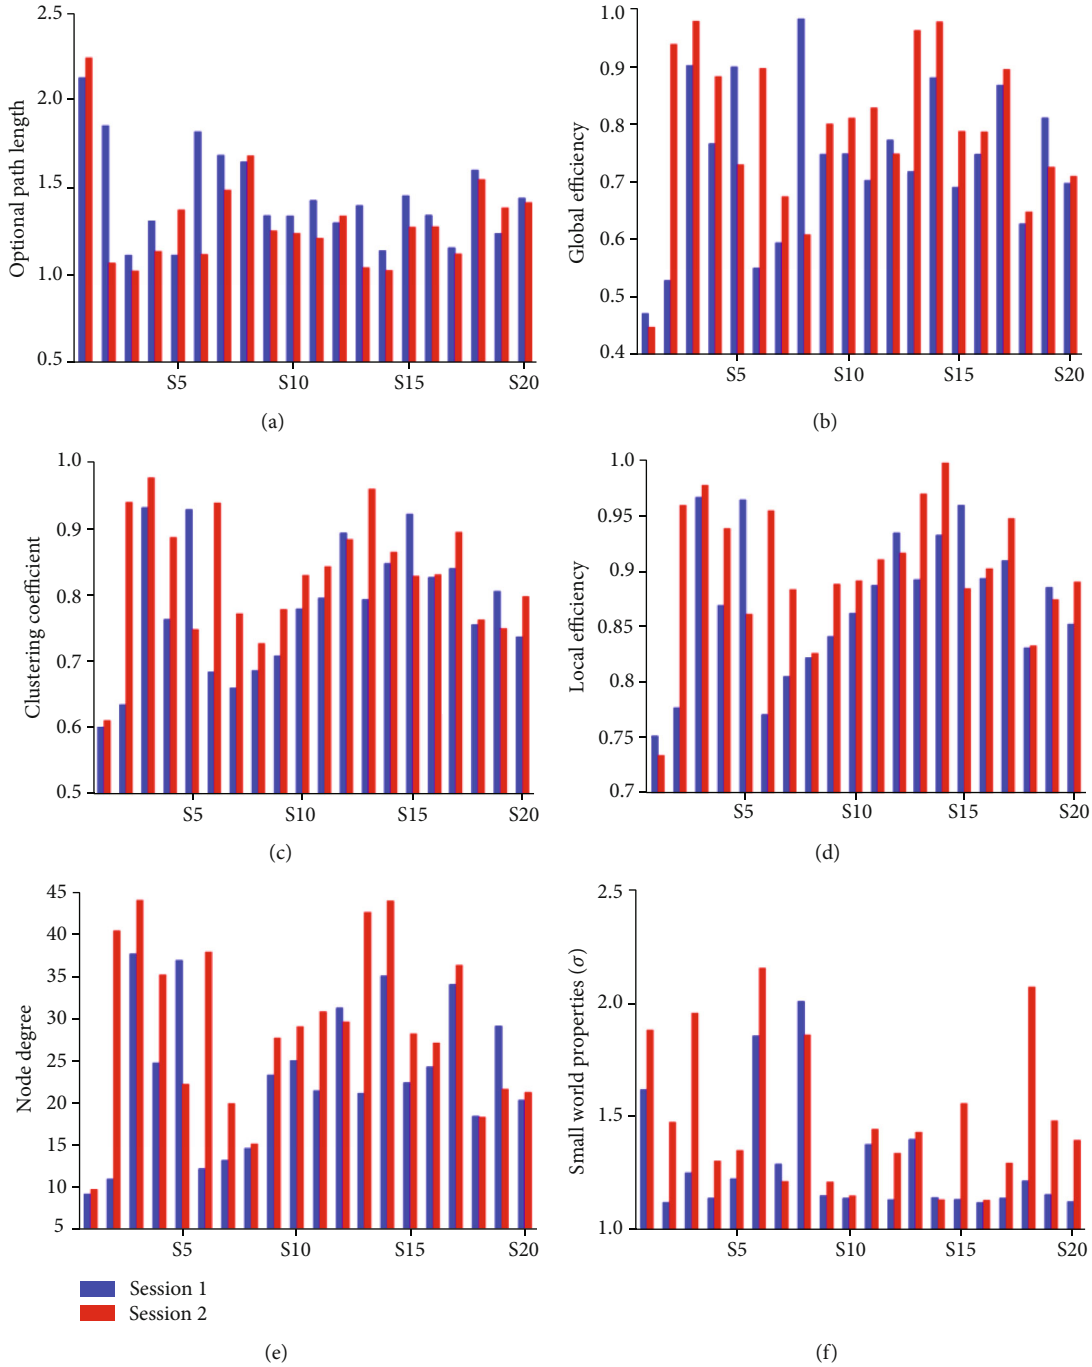 2.5
2.0
1.5
1.0
0.5
Optional path length
S5 S10 S15 S20
(a)
1.0
0.9
0.8
0.7
0.6
0.5
0.4
Global efficiency
S5 S10 S15 S20
(b)
1.0
0.9
0.8
0.7
0.6
0.5
Clustering coefficient
S5 S10 S15 S20
(c)
1.0
0.95
0.9
0.85
0.8
0.75
0.7
Local efficiency
S5 S10 S15 S20
(d)
45
40
35
30
25
20
15
10
5
Node degree
S5 S10 S15 S20
Session 1
Session 2
(e)
2.5
2.0
1.5
1.0
Small world properties (σ)
S5 S10 S15 S20
(f)